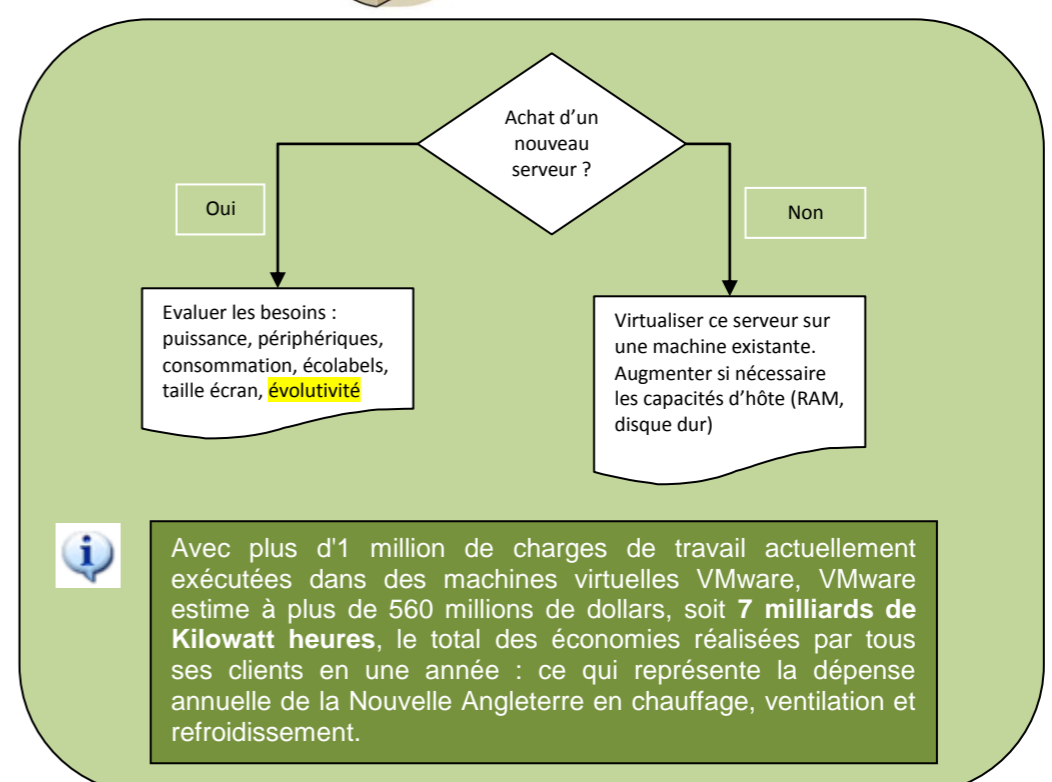 Achat d’un
nouveau
serveur ?
Oui
Non
Evaluer les besoins :
puissance, périphériques,
consommation, écolabels,
taille écran, évolutivité
Virtualiser ce serveur sur
une machine existante.
Augmenter si nécessaire
les capacités d’hôte (RAM,
disque dur)
Avec plus d'1 million de charges de travail actuellement
exécutées dans des machines virtuelles VMware, VMware
estime à plus de 560 millions de dollars, soit 7 milliards de
Kilowatt heures, le total des économies réalisées par tous
ses clients en une année : ce qui représente la dépense
annuelle de la Nouvelle Angleterre en chauffage, ventilation et
refroidissement.